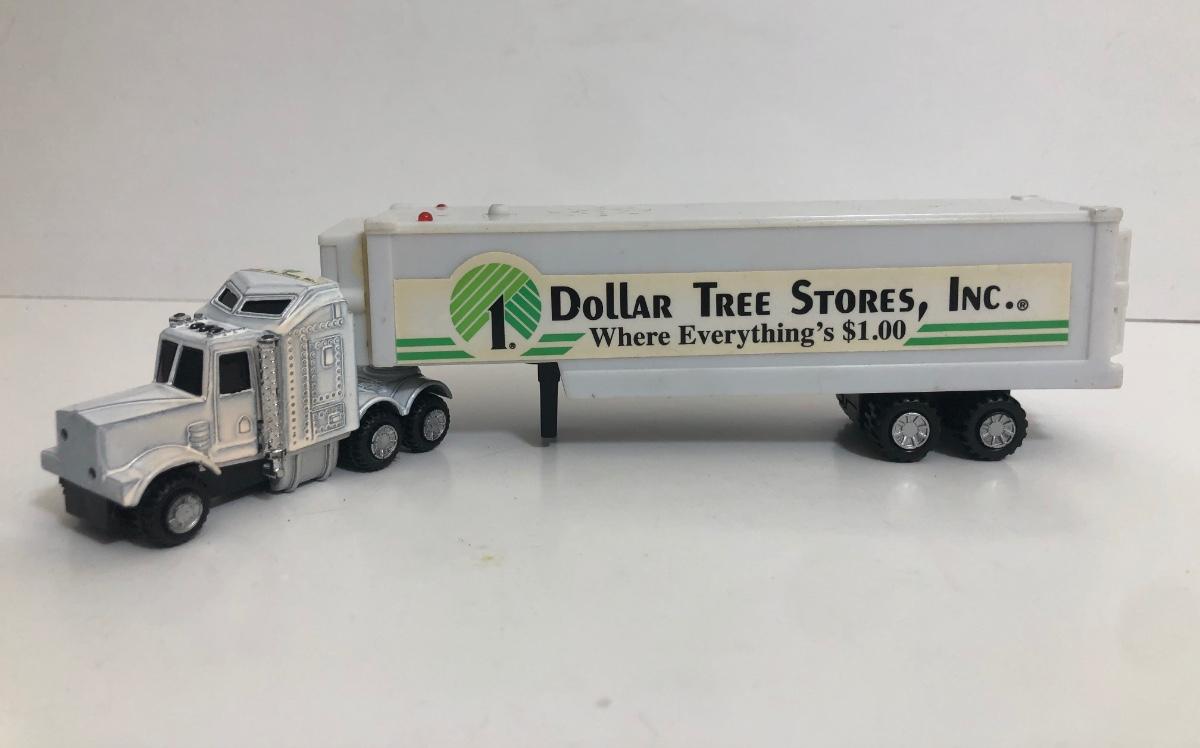 1®
Dollar Tree Stores, Inc.®
Where Everything's $1.00